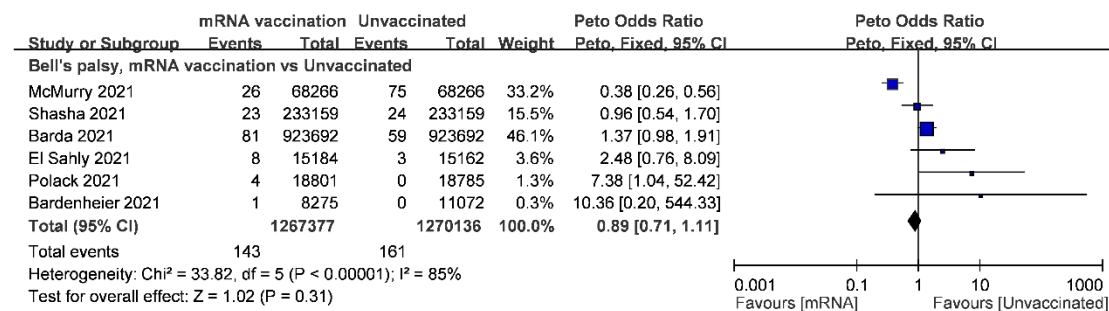 mRNA vaccination Unvaccinated Peto Odds Ratio Peto Odds Ratio
Study or Subgroup Events Total Events Total Weight Peto, Fixed, 95% CI Peto, Fixed, 95% CI
Bell's palsy, mRNA vaccination vs Unvaccinated
McMurry 2021 26 68266 75 68266 33.2% 0.38 [0.26, 0.56]
Shasha 2021 23 233159 24 233159 15.5% 0.96 [0.54, 1.70]
Barda 2021 81 923692 59 923692 46.1% 1.37 [0.98, 1.91]
El Sahly 2021 8 15184 3 15162 3.6% 2.48 [0.76, 8.09]
Polack 2021 4 18801 0 18785 1.3% 7.38 [1.04, 52.42]
Bardenheier 2021 1 8275 0 11072 0.3% 10.36 [0.20, 544.33]
Total (95% CI) 1267377 1270136 100.0% 0.89 [0.71, 1.11]
Total events 143 161
Heterogeneity: Chi² = 33.82, df = 5 (P < 0.00001); I² = 85%
Test for overall effect: Z = 1.02 (P = 0.31)
0.001 0.1 1 10 1000
Favours [mRNA] Favours [Unvaccinated]